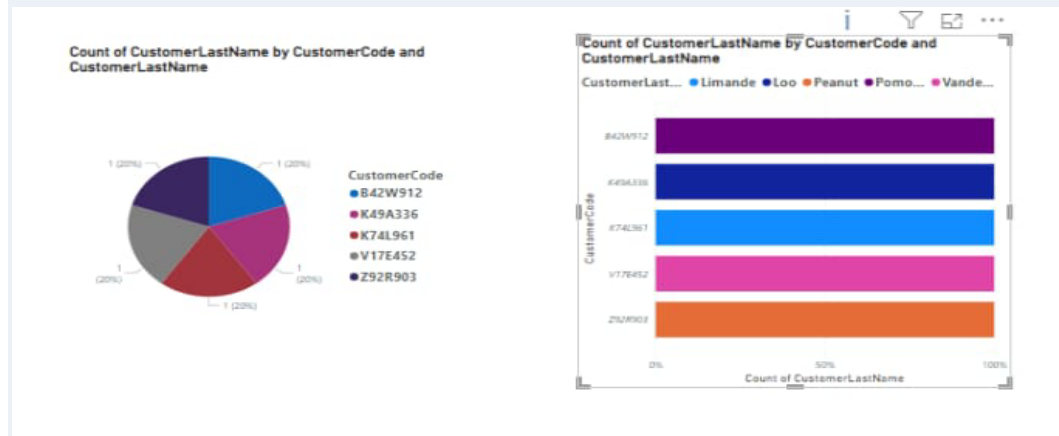 Count of CustomerLastName by CustomerCode and
CustomerLastName
1 (20%)
1 (20%)
1
(20%)
1 (20%)
1
(20%)
CustomerCode
B42W912
K49A336
K74L961
V17E452
Z92R903
Count of CustomerLastName by CustomerCode and
CustomerLastName
CustomerLast... Limande Loo Peanut Pomo... Vande...
CustomerCode
B42W912
K49A336
K74L961
V17E452
Z92R903
0% 50% 100%
Count of CustomerLastName